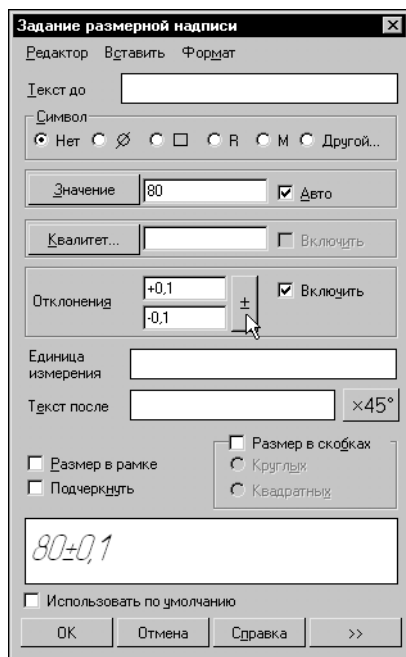 Задание размерной надписи
Редактор Вставить Формат
Текст до
Символ
Нет Ø □ R M Другой...
Значение 80 Авто
Квалитет... Включить
+0,1
Отклонения ± Включить
-0,1
Единица
измерения
Текст после ×45°
Размер в скобках
Размер в рамке Круглых
Подчеркнуть Квадратных
80±0,1
Использовать по умолчанию
OK Отмена Справка >>